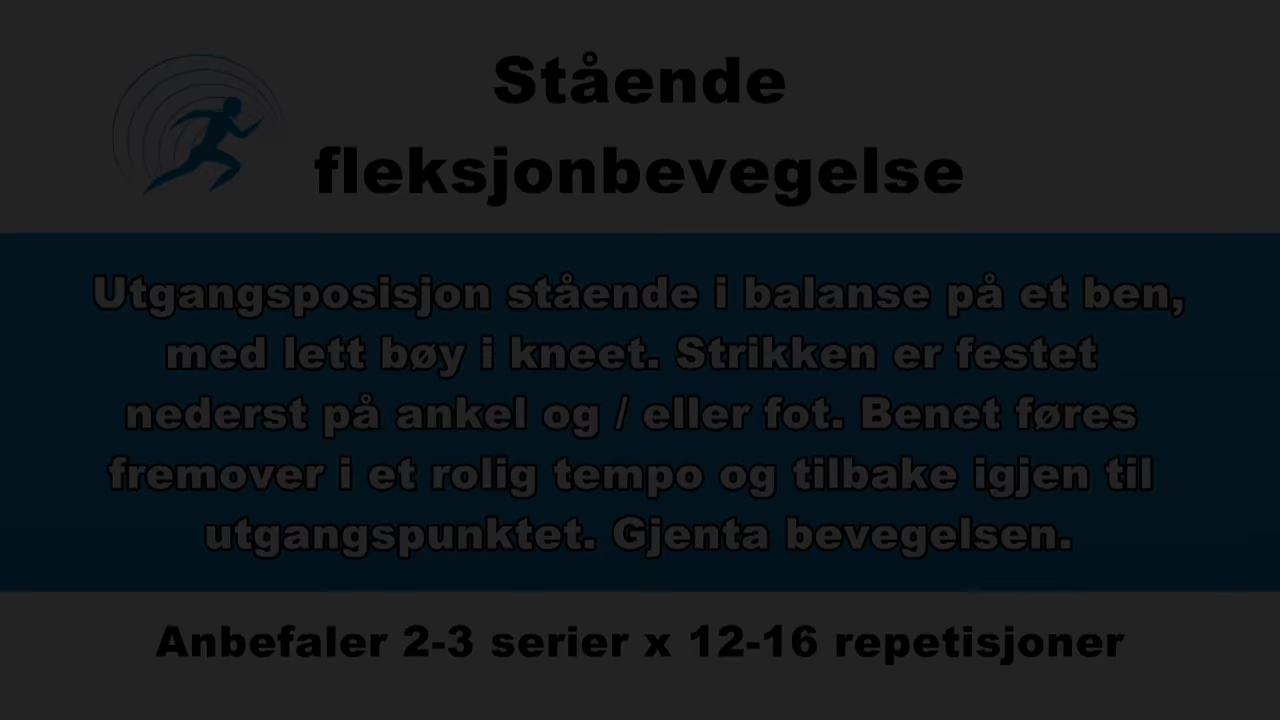 Stående
fleksjonbevegelse
Utgangsposisjon stående i balanse på et ben,
med lett bøy i kneet. Strikken er festet
nederst på ankel og / eller fot. Benet føres
fremover i et rolig tempo og tilbake igjen til
utgangspunktet. Gjenta bevegelsen.
Anbefaler 2-3 serier x 12-16 repetisjoner